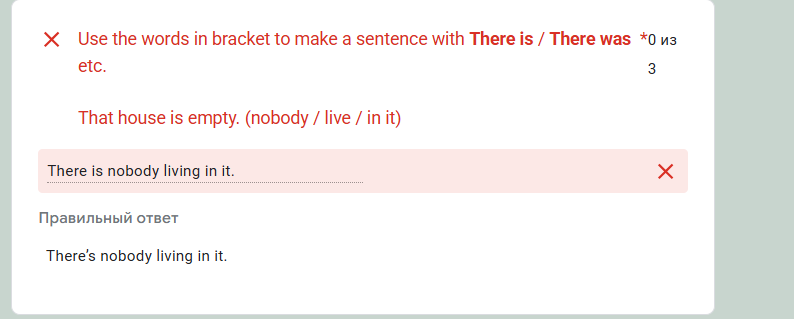 Use the words in bracket to make a sentence with There is / There was *0 из
etc. 3
That house is empty. (nobody / live / in it)
There is nobody living in it.
Правильный ответ
There’s nobody living in it.